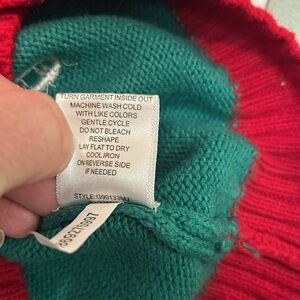 TURN GARMENT INSIDE OUT
MACHINE WASH COLD
WITH LIKE COLORS
GENTLE CYCLE
DO NOT BLEACH
RESHAPE
LAY FLAT TO DRY
COOL IRON
ON REVERSE SIDE
IF NEEDED